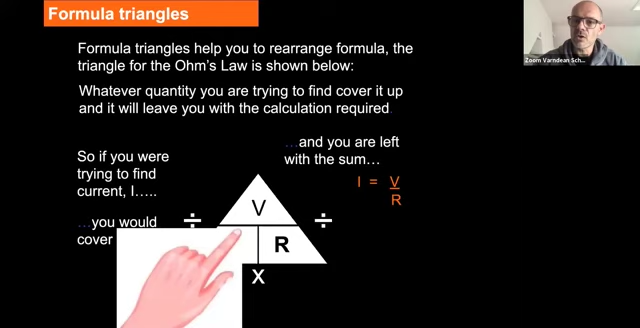 Formula triangles
Formula triangles help you to rearrange formula, the
triangle for the Ohm's Law is shown below:
Whatever quantity you are trying to find cover it up
and it will leave you with the calculation required
So if you were
trying to find
current, I.....
...you would
cover
...and you are left
with the sum...
I = V
R
÷ V ÷
R
X
Zoom Varndean Sch...